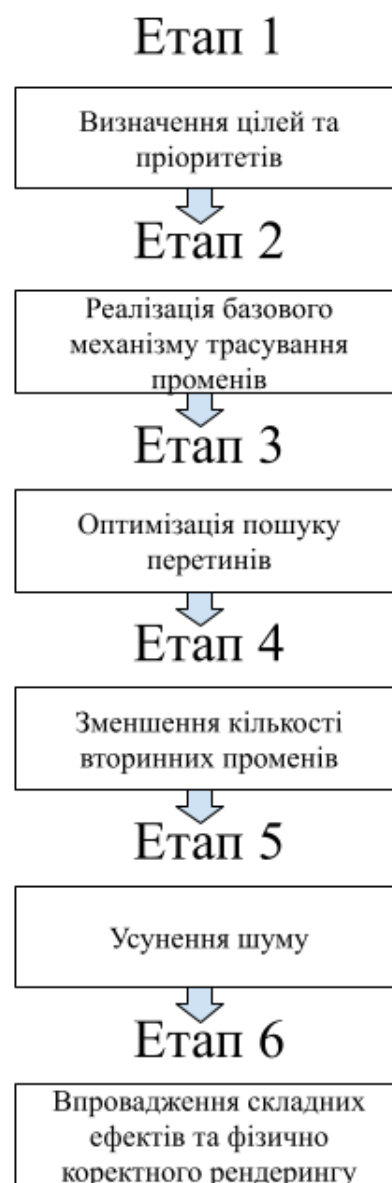 Етап 1
Визначення цілей та
пріоритетів
Етап 2
Реалізація базового
механізму трасування
променів
Етап 3
Оптимізація пошуку
перетинів
Етап 4
Зменшення кількості
вторинних променів
Етап 5
Усунення шуму
Етап 6
Впровадження складних
ефектів та фізично
коректного рендерингу